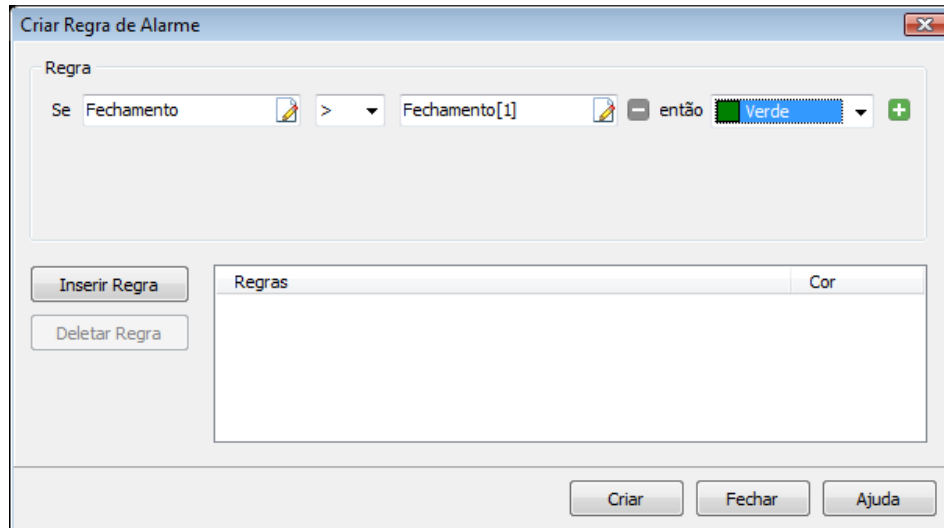 Criar Regra de Alarme
Regra
Se Fechamento > Fechamento[1] então Verde
Inserir Regra
Deletar Regra
Regras Cor
Criar Fechar Ajuda